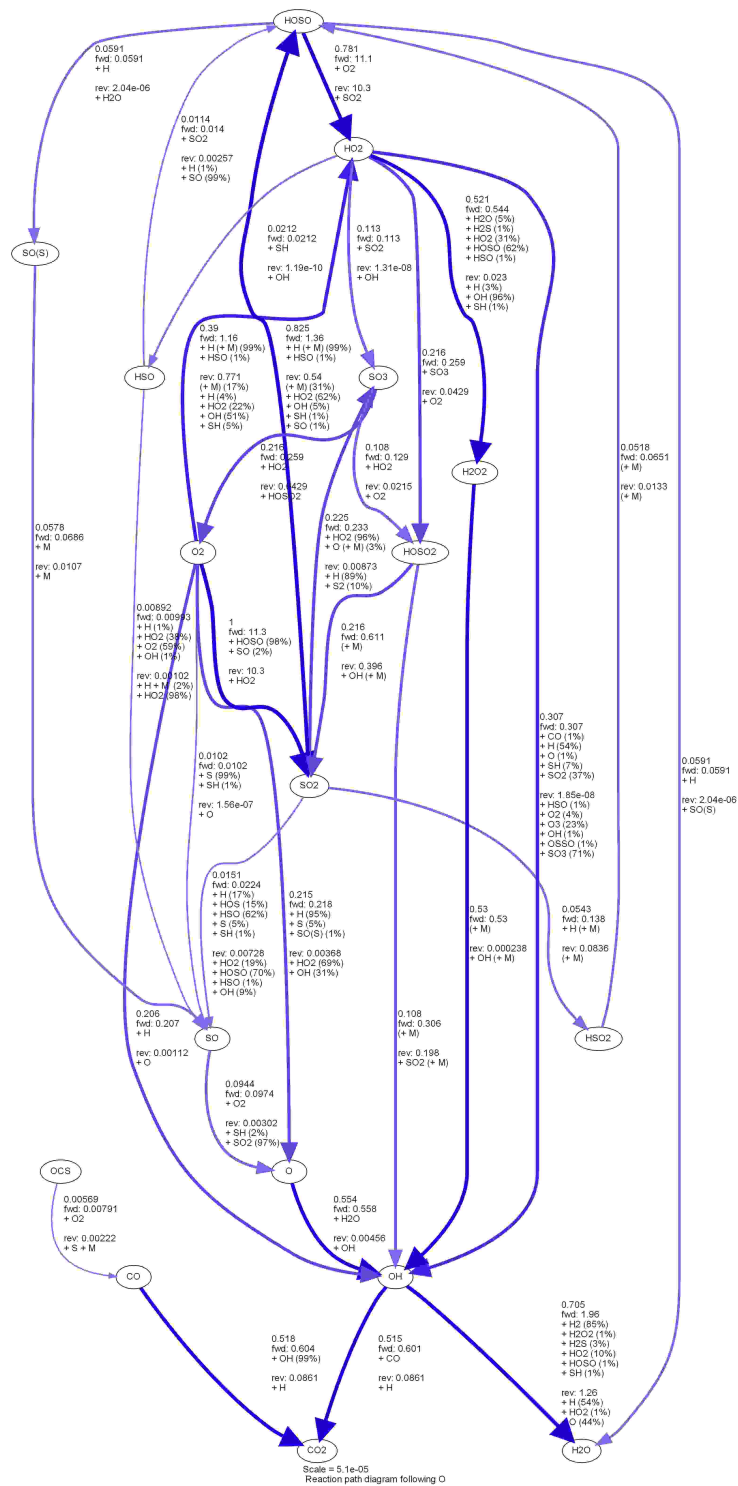 HOSO
0.0591
fwd: 0.0591
+ H
rev: 2.04e-06
+ H2O
0.781
fwd: 11.1
+ O2
rev: 10.3
+ SO2
0.0114
fwd: 0.014
+ SO2
rev: 0.00257
+ H (1%)
+ SO (99%)
HO2
0.521
fwd: 0.544
+ H2O (5%)
+ H2S (1%)
+ HO2 (31%)
+ HOSO (62%)
+ HSO (1%)
rev: 0.023
+ H (3%)
+ OH (96%)
+ SH (1%)
0.0212
fwd: 0.0212
+ SH
rev: 1.19e-10
+ OH
0.113
fwd: 0.113
+ SO2
rev: 1.31e-08
+ OH
SO(S)
0.39
fwd: 1.16
+ H (+ M) (99%)
+ HSO (1%)
rev: 0.771
(+ M) (17%)
+ H (4%)
+ HO2 (22%)
+ OH (51%)
+ SH (5%)
0.825
fwd: 1.36
+ H (+ M) (99%)
+ HSO (1%)
rev: 0.54
(+ M) (31%)
+ HO2 (62%)
+ OH (5%)
+ SH (1%)
+ SO (1%)
0.216
fwd: 0.259
+ SO3
rev: 0.0429
+ O2
HSO
SO3
0.216
fwd: 0.259
+ HO2
rev: 0.0429
+ HOSO2
0.108
fwd: 0.129
+ HO2
rev: 0.0215
+ O2
0.0518
fwd: 0.0651
(+ M)
rev: 0.0133
(+ M)
H2O2
0.0578
fwd: 0.0686
+ M
rev: 0.0107
+ M
0.225
fwd: 0.233
+ HO2 (96%)
+ O (+ M) (3%)
rev: 0.00873
+ H (89%)
+ S2 (10%)
O2
HOSO2
0.00892
fwd: 0.00993
+ H (1%)
+ HO2 (38%)
+ O2 (59%)
+ OH (1%)
rev: 0.00102
+ H + M (2%)
+ HO2 (98%)
1
fwd: 11.3
+ HOSO (98%)
+ SO (2%)
rev: 10.3
+ HO2
0.216
fwd: 0.611
(+ M)
rev: 0.396
+ OH (+ M)
0.307
fwd: 0.307
+ CO (1%)
+ H (54%)
+ O (1%)
+ SH (7%)
+ SO2 (37%)
rev: 1.85e-08
+ HSO (1%)
+ O2 (4%)
+ O3 (23%)
+ OH (1%)
+ OSSO (1%)
+ SO3 (71%)
0.0591
fwd: 0.0591
+ H
rev: 2.04e-06
+ SO(S)
0.0102
fwd: 0.0102
+ S (99%)
+ SH (1%)
rev: 1.56e-07
+ O
SO2
0.0151
fwd: 0.0224
+ H (17%)
+ HOS (15%)
+ HSO (62%)
+ S (5%)
+ SH (1%)
rev: 0.00728
+ HO2 (19%)
+ HOSO (70%)
+ HSO (1%)
+ OH (9%)
0.215
fwd: 0.218
+ H (95%)
+ S (5%)
+ SO(S) (1%)
rev: 0.00368
+ HO2 (69%)
+ OH (31%)
0.53
fwd: 0.53
(+ M)
rev: 0.000238
+ OH (+ M)
0.0543
fwd: 0.138
+ H (+ M)
rev: 0.0836
(+ M)
0.206
fwd: 0.207
+ H
rev: 0.00112
+ O
0.108
fwd: 0.306
(+ M)
rev: 0.198
+ SO2 (+ M)
SO
HSO2
0.0944
fwd: 0.0974
+ O2
rev: 0.00302
+ SH (2%)
+ SO2 (97%)
OCS
O
0.00569
fwd: 0.00791
+ O2
rev: 0.00222
+ S + M
0.554
fwd: 0.558
+ H2O
rev: 0.00456
+ OH
CO
OH
0.518
fwd: 0.604
+ OH (99%)
rev: 0.0861
+ H
0.515
fwd: 0.601
+ CO
rev: 0.0861
+ H
0.705
fwd: 1.96
+ H2 (85%)
+ H2O2 (1%)
+ H2S (3%)
+ HO2 (10%)
+ HOSO (1%)
+ SH (1%)
rev: 1.26
+ H (54%)
+ HO2 (1%)
O (44%)
CO2
H2O
Scale = 5.1e-05
Reaction path diagram following O